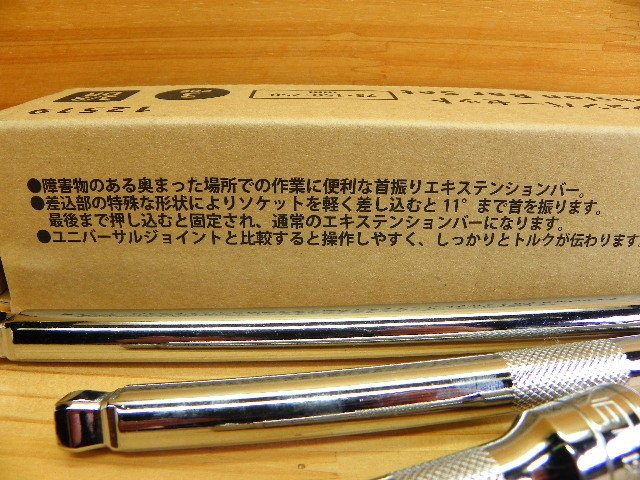 ●障害物のある奥まった場所での作業に便利な首振りエキステンションバー。
●差込部の特殊な形状によりソケットを軽く差し込むと11°まで首を振ります。
最後まで押し込むと固定され、通常のエキステンションバーになります。
●ユニバーサルジョイントと比較すると操作しやすく、しっかりとトルクが伝わります